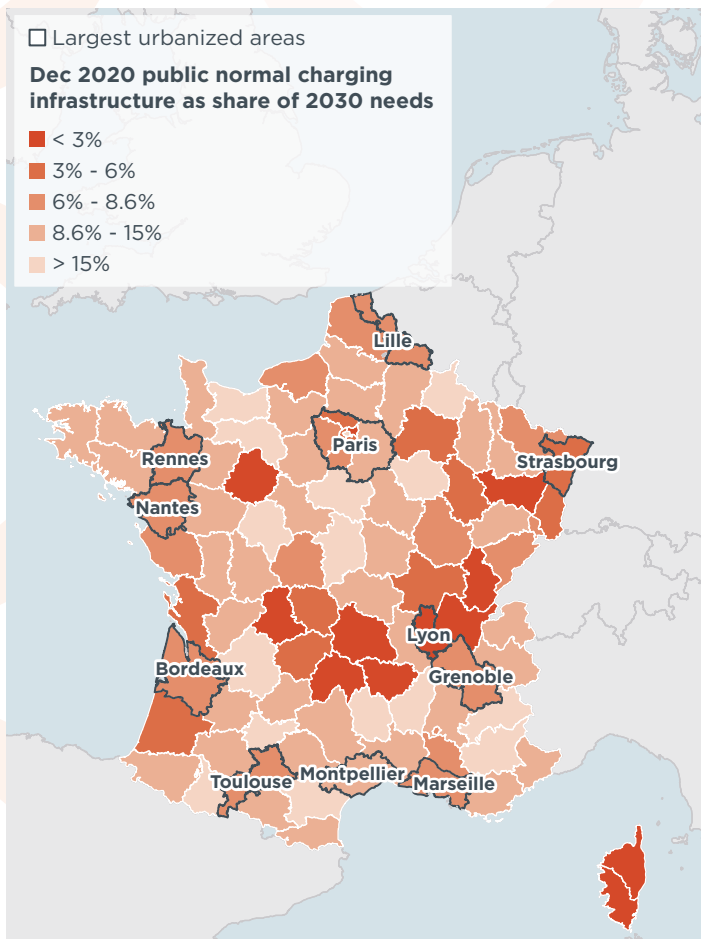 Largest urbanized areas
Dec 2020 public normal charging
infrastructure as share of 2030 needs
< 3%
3% - 6%
6% - 8.6%
8.6% - 15%
> 15%
Lille
Paris
Rennes
Strasbourg
Nantes
Lyon
Bordeaux
Grenoble
Toulouse
Montpellier
Marseille